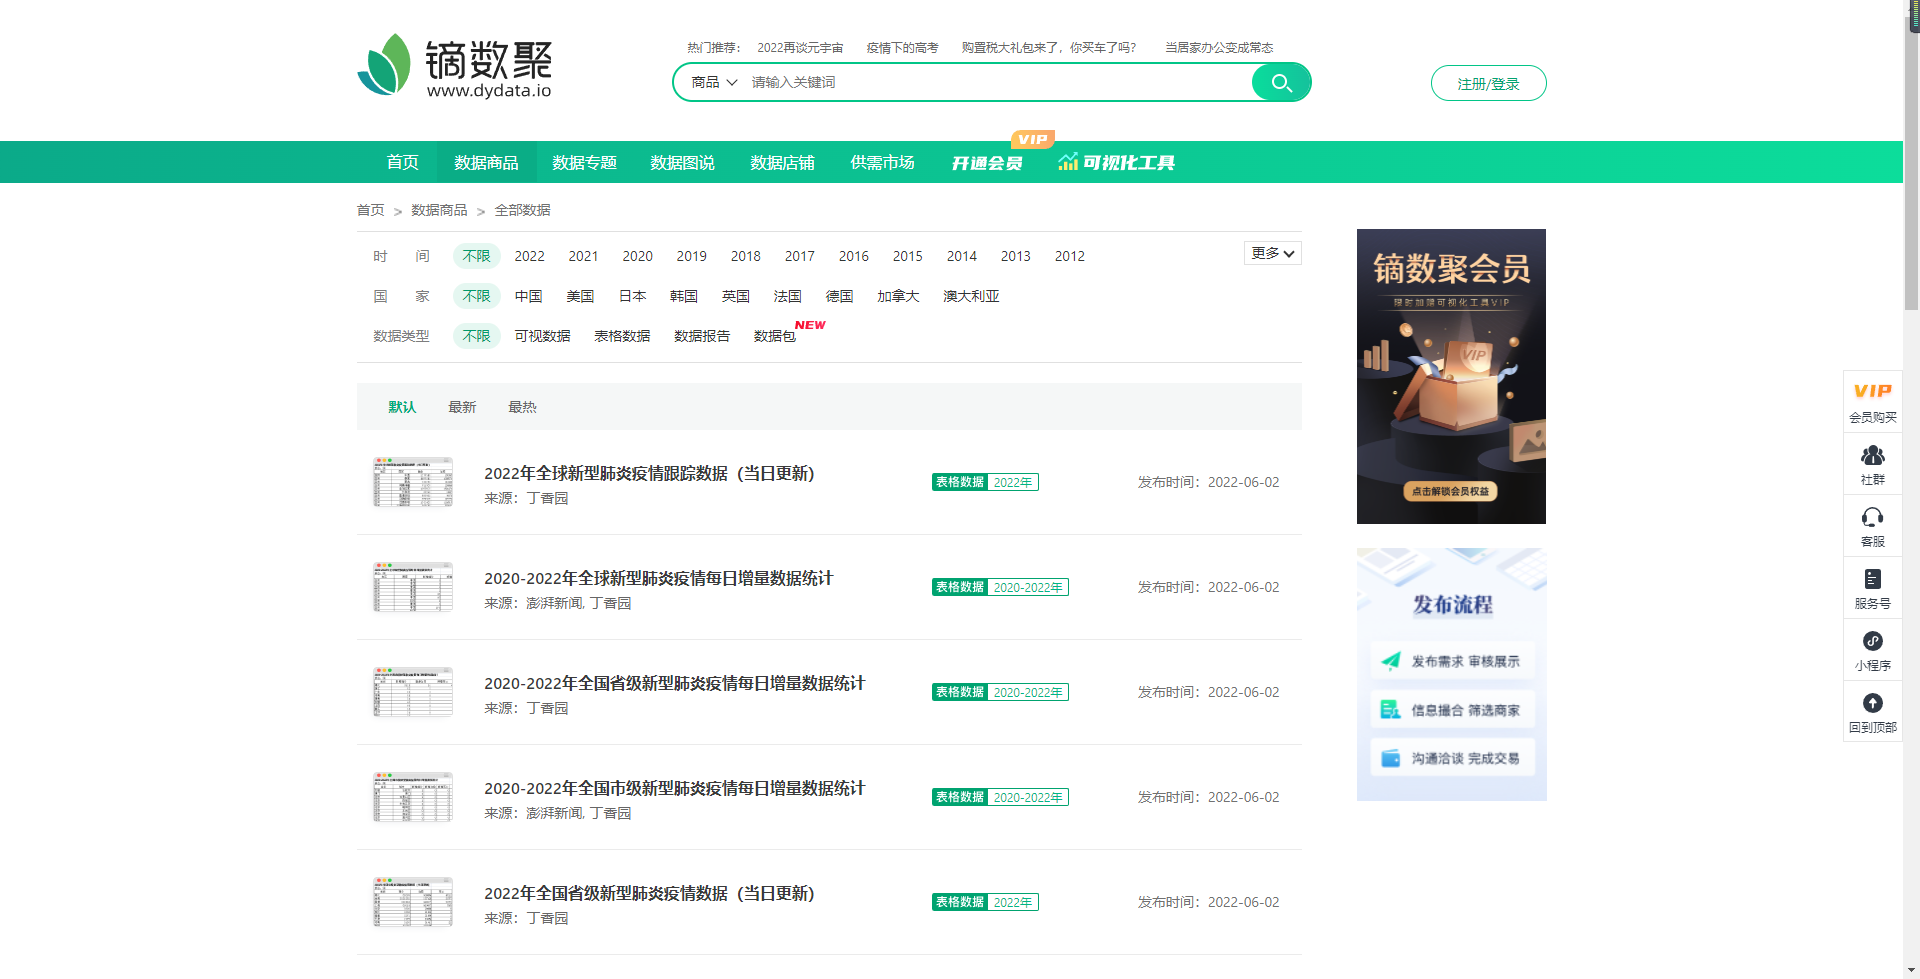 镝数聚
www.dydata.io
热门推荐： 2022再谈元宇宙 疫情下的高考 购置税大礼包来了，你买车了吗？ 当居家办公变成常态
商品 请输入关键词
注册/登录
VIP
首页 数据商品 数据专题 数据图说 数据店铺 供需市场 开通会员 可视化工具
首页 > 数据商品 > 全部数据
时 间 不限 2022 2021 2020 2019 2018 2017 2016 2015 2014 2013 2012 更多
国 家 不限 中国 美国 日本 韩国 英国 法国 德国 加拿大 澳大利亚
数据类型 不限 可视数据 表格数据 数据报告 数据包 NEW
默认 最新 最热
2022年全球新型肺炎疫情跟踪数据（当日更新）
来源：丁香园
表格数据 2022年
发布时间：2022-06-02
2020-2022年全球新型肺炎疫情每日增量数据统计
来源：澎湃新闻, 丁香园
表格数据 2020-2022年
发布时间：2022-06-02
2020-2022年全国省级新型肺炎疫情每日增量数据统计
来源：丁香园
表格数据 2020-2022年
发布时间：2022-06-02
2020-2022年全国市级新型肺炎疫情每日增量数据统计
来源：澎湃新闻, 丁香园
表格数据 2020-2022年
发布时间：2022-06-02
2022年全国省级新型肺炎疫情数据（当日更新）
来源：丁香园
表格数据 2022年
发布时间：2022-06-02
镝数聚会员
限时加赠可视化工具VIP
VIP
点击解锁会员权益
发布流程
发布需求 审核展示
信息撮合 筛选商家
沟通洽谈 完成交易
VIP
会员购买
社群
客服
服务号
小程序
回到顶部